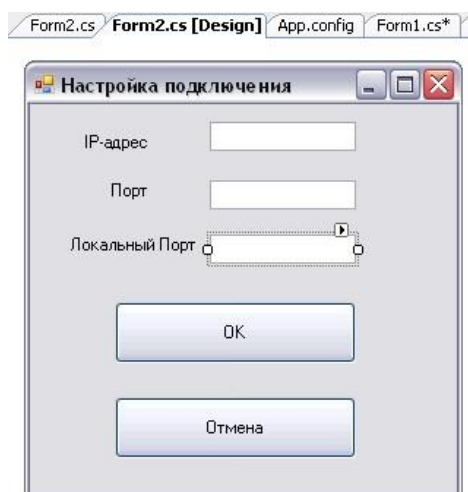 Form2.cs Form2.cs [Design] App.config Form1.cs*
Настройка подключения
IP-адрес
Порт
Локальный Порт
OK
Отмена